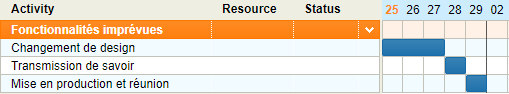 Activity Resource Status 25 26 27 28 29 02
Fonctionnalités imprévues
Changement de design
Transmission de savoir
Mise en production et réunion